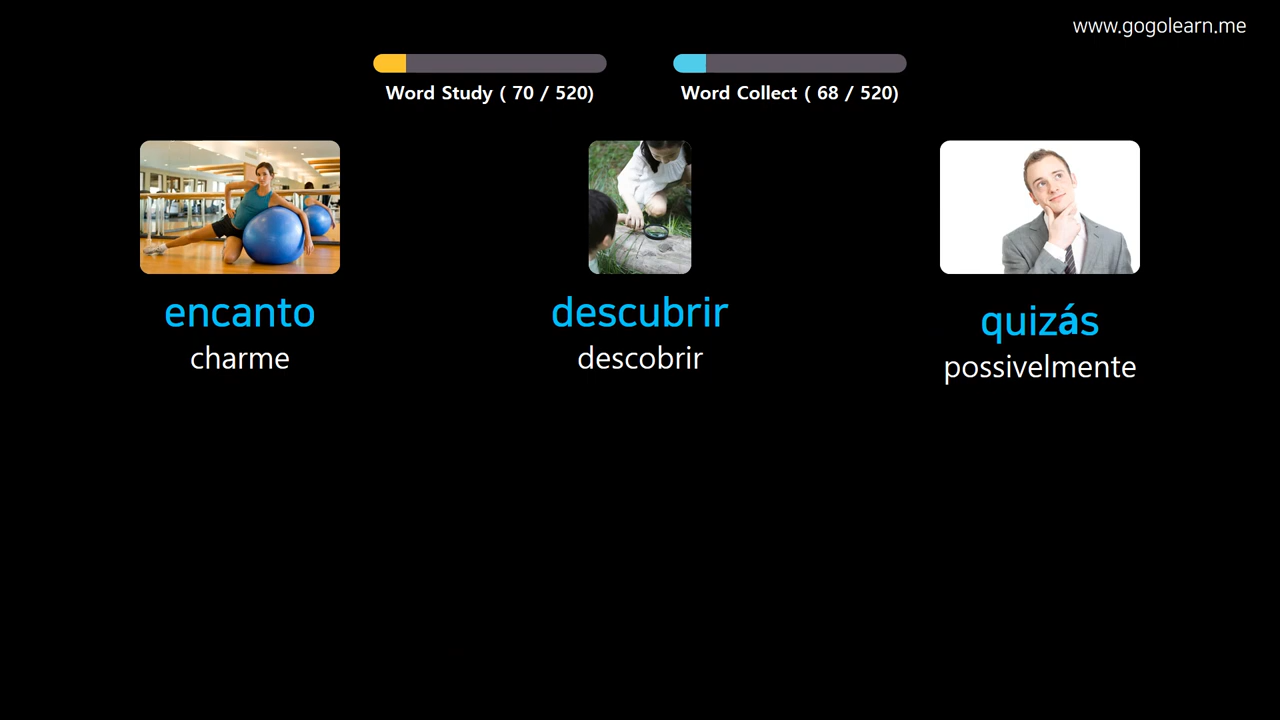 www.gogolearn.me
Word Study ( 70 / 520)
Word Collect ( 68 / 520)
encanto
charme
descubrir
descobrir
quizás
possivelmente